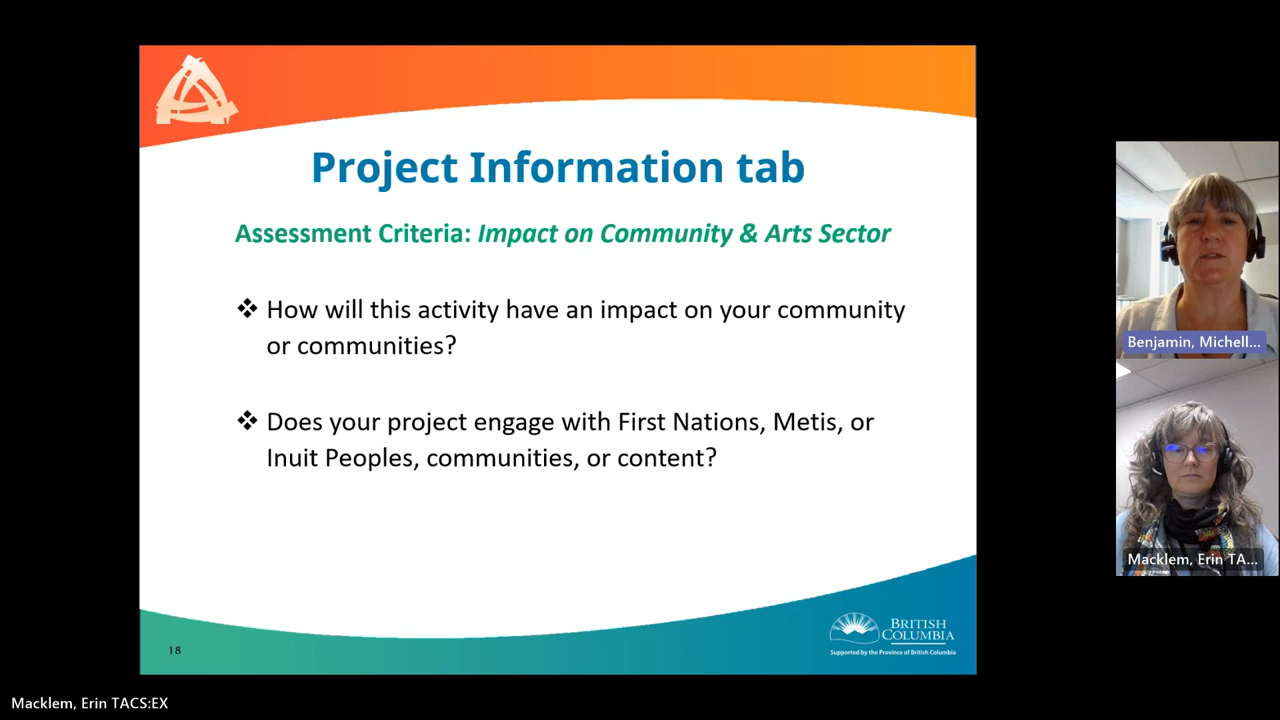 Project Information tab
Assessment Criteria: Impact on Community & Arts Sector
How will this activity have an impact on your community
or communities?
Does your project engage with First Nations, Metis, or
Inuit Peoples, communities, or content?
18
BRITISH
COLUMBIA
Supported by the Province of British Columbia
Benjamin, Michell...
Macklem, Erin TA...
Macklem, Erin TACS:EX